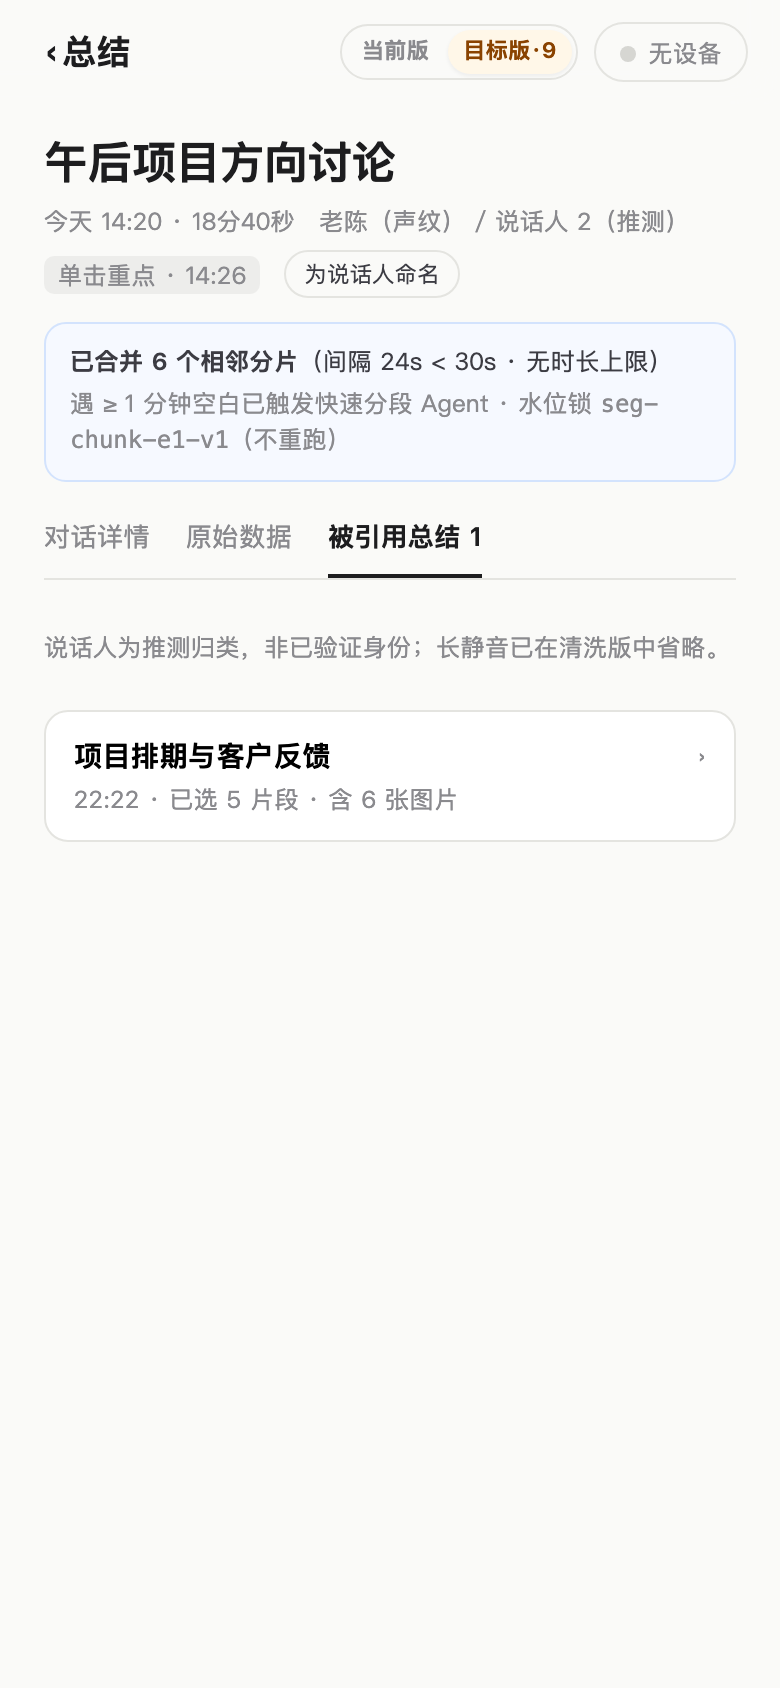 ‹总结 当前版 目标版·9 无设备
午后项目方向讨论
今天 14:20 · 18分40秒 老陈（声纹） / 说话人 2（推测）
单击重点 · 14:26 为说话人命名
已合并 6 个相邻分片（间隔 24s < 30s · 无时长上限）
遇 ≥1 分钟空白已触发快速分段 Agent · 水位锁 seg-
chunk-e1-v1（不重跑）
对话详情 原始数据 被引用总结 1
说话人为推测归类，非已验证身份；长静音已在清洗版中省略。
项目排期与客户反馈 ›
22:22 · 已选 5 片段 · 含 6 张图片